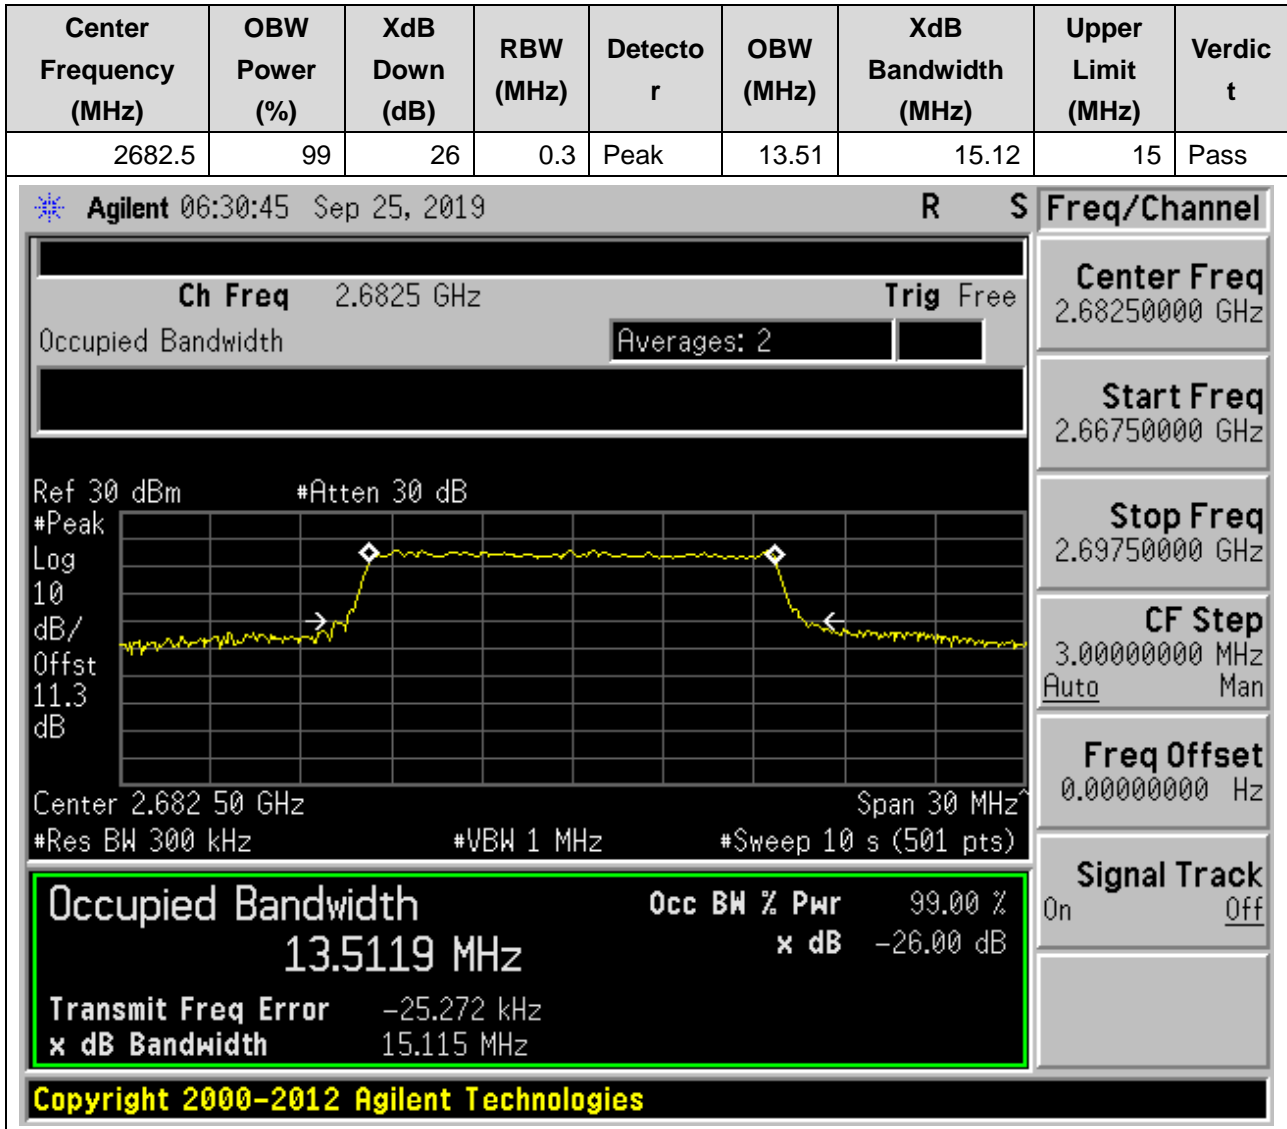 Center Frequency (MHz) OBW Power (%) XdB Down (dB) RBW (MHz) Detecto r OBW (MHz) XdB Bandwidth (MHz) Upper Limit (MHz) Verdic t
2682.5 99 26 0.3 Peak 13.51 15.12 15 Pass
Agilent 06:30:45 Sep 25, 2019 R S
Freq/Channel
Ch Freq 2.6825 GHz Trig Free
Occupied Bandwidth Averages: 2
Ref 30 dBm #Atten 30 dB
#Peak
Log
10
dB/
Offst
11.3
dB
Center 2.682 50 GHz Span 30 MHz^
#Res BW 300 kHz #VBW 1 MHz #Sweep 10 s (501 pts)
Occupied Bandwidth
13.5119 MHz
Occ BW % Pwr 99.00 %
x dB -26.00 dB
Transmit Freq Error -25.272 kHz
x dB Bandwidth 15.115 MHz
Copyright 2000-2012 Agilent Technologies
Center Freq
2.68250000 GHz
Start Freq
2.66750000 GHz
Stop Freq
2.69750000 GHz
CF Step
3.00000000 MHz
Auto Man
Freq Offset
0.00000000 Hz
Signal Track
On Off